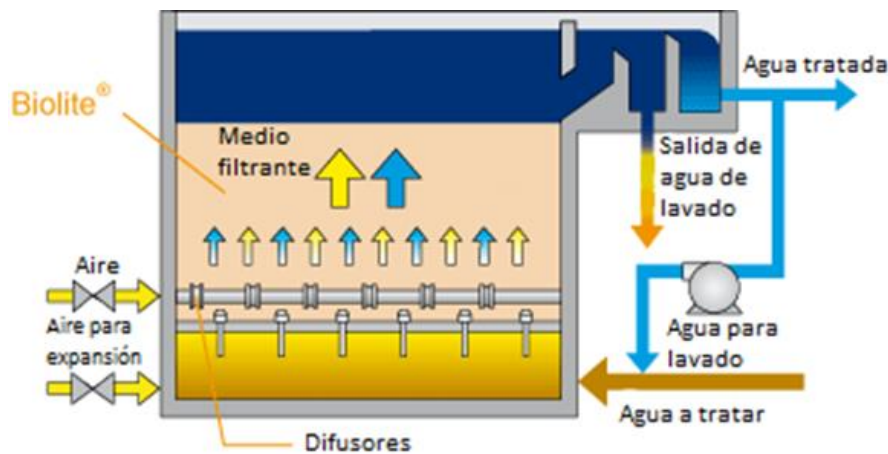 Biolite®
Medio
filtrante
Agua tratada
Salida de
agua de
lavado
Aire
Aire para
expansión
Agua para
lavado
Agua a tratar
Difusores